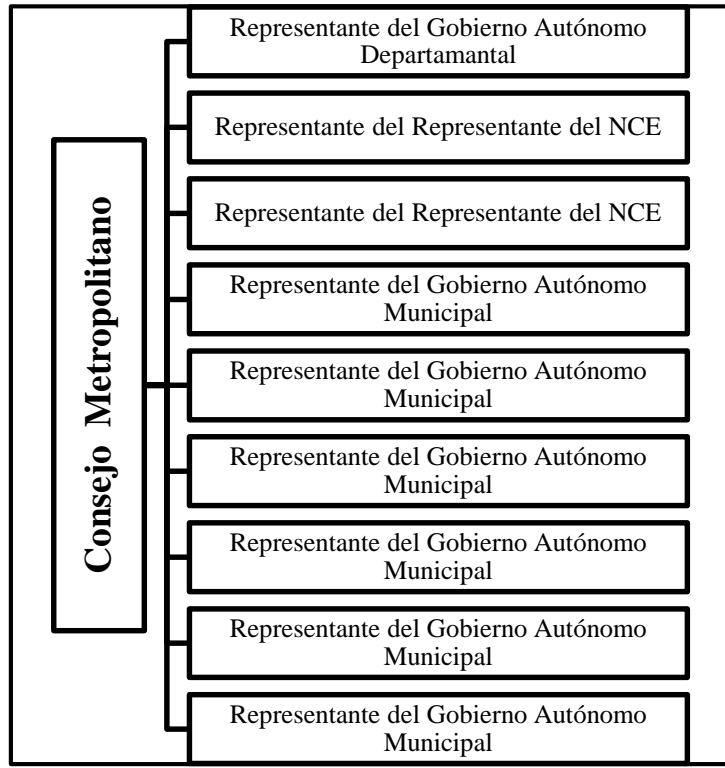 Consejo Metropolitano
Representante del Gobierno Autónomo
Departamantal
Representante del Representante del NCE
Representante del Representante del NCE
Representante del Gobierno Autónomo
Municipal
Representante del Gobierno Autónomo
Municipal
Representante del Gobierno Autónomo
Municipal
Representante del Gobierno Autónomo
Municipal
Representante del Gobierno Autónomo
Municipal
Representante del Gobierno Autónomo
Municipal